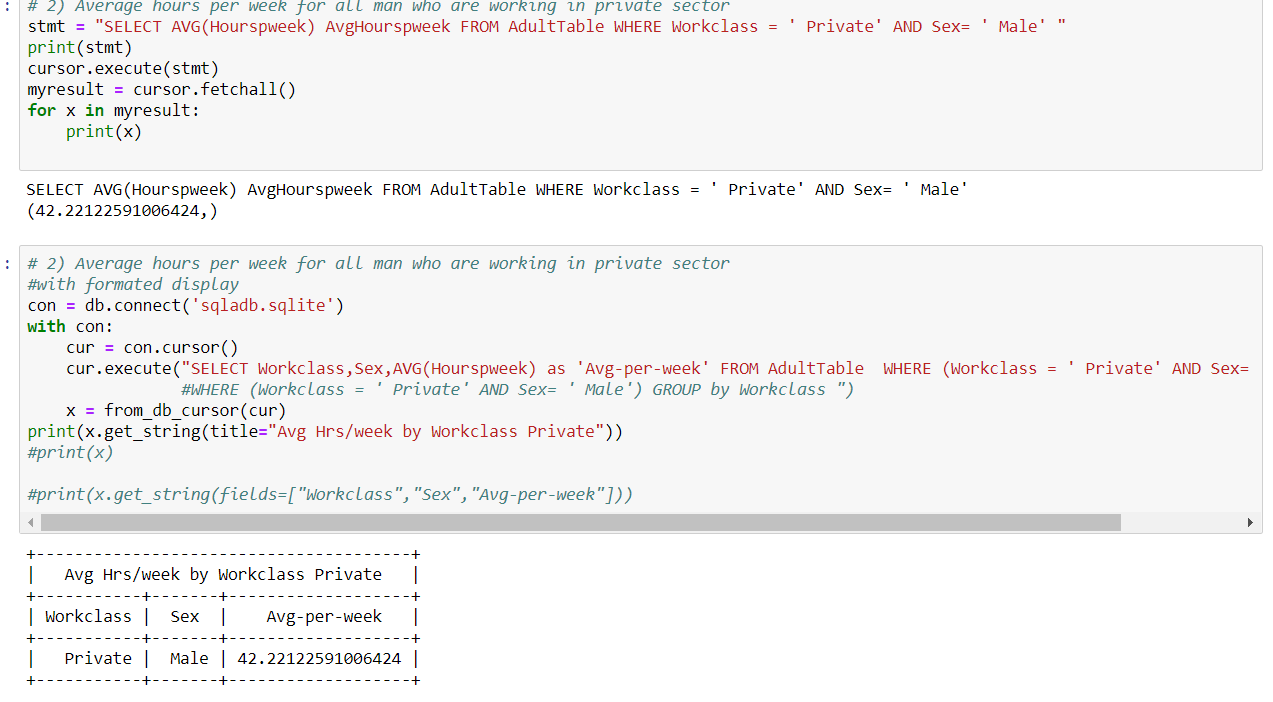 : # 2) Average hours per week for all man who are working in private sector
stmt = "SELECT AVG(Hourspweek) AvgHourspweek FROM AdultTable WHERE Workclass = ' Private' AND Sex= ' Male' "
print(stmt)
cursor.execute(stmt)
myresult = cursor.fetchall()
for x in myresult:
    print(x)
SELECT AVG(Hourspweek) AvgHourspweek FROM AdultTable WHERE Workclass = ' Private' AND Sex= ' Male'
(42.22122591006424,)
: # 2) Average hours per week for all man who are working in private sector
#with formated display
con = db.connect('sqladb.sqlite')
with con:
    cur = con.cursor()
    cur.execute("SELECT Workclass,Sex,AVG(Hourspweek) as 'Avg-per-week' FROM AdultTable  WHERE (Workclass = ' Private' AND Sex=
                #WHERE (Workclass = ' Private' AND Sex= ' Male') GROUP by Workclass ")
    x = from_db_cursor(cur)
print(x.get_string(title="Avg Hrs/week by Workclass Private"))
#print(x)
#print(x.get_string(fields=["Workclass","Sex","Avg-per-week"]))
+---------------------------------------+
|   Avg Hrs/week by Workclass Private   |
+-----------+-------+-------------------+
| Workclass |  Sex  |    Avg-per-week   |
+-----------+-------+-------------------+
|   Private |  Male | 42.22122591006424 |
+-----------+-------+-------------------+